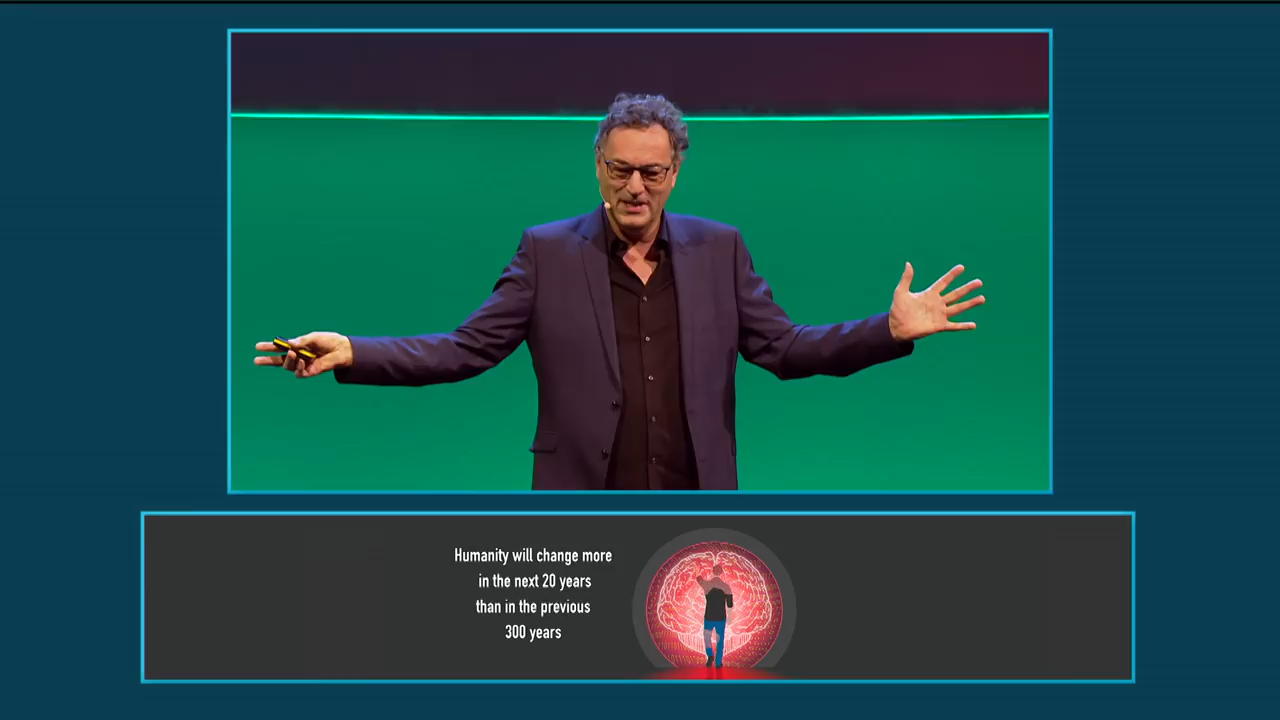 Humanity will change more
in the next 20 years
than in the previous
300 years